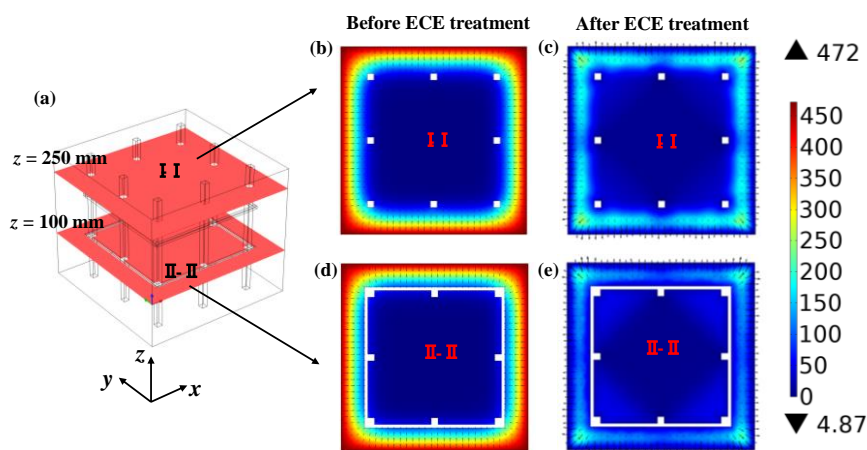 Before ECE treatment After ECE treatment
(a)
(b)
(c)
▲ 472
z = 250 mm
I-I
I-I
I-I
z = 100 mm
II-II
(d)
(e)
II-II
II-II
450
400
350
300
250
200
150
100
50
0
▼ 4.87
z
y
x